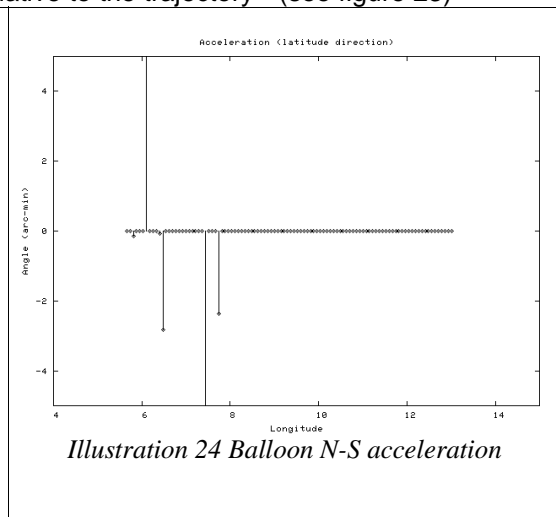 relative to the trajectory" (see figure 23)
Acceleration (latitude direction)
4
2
0
-2
-4
Angle (arc-min)
4 6 8 10 12 14
Longitude
Illustration 24 Balloon N-S acceleration